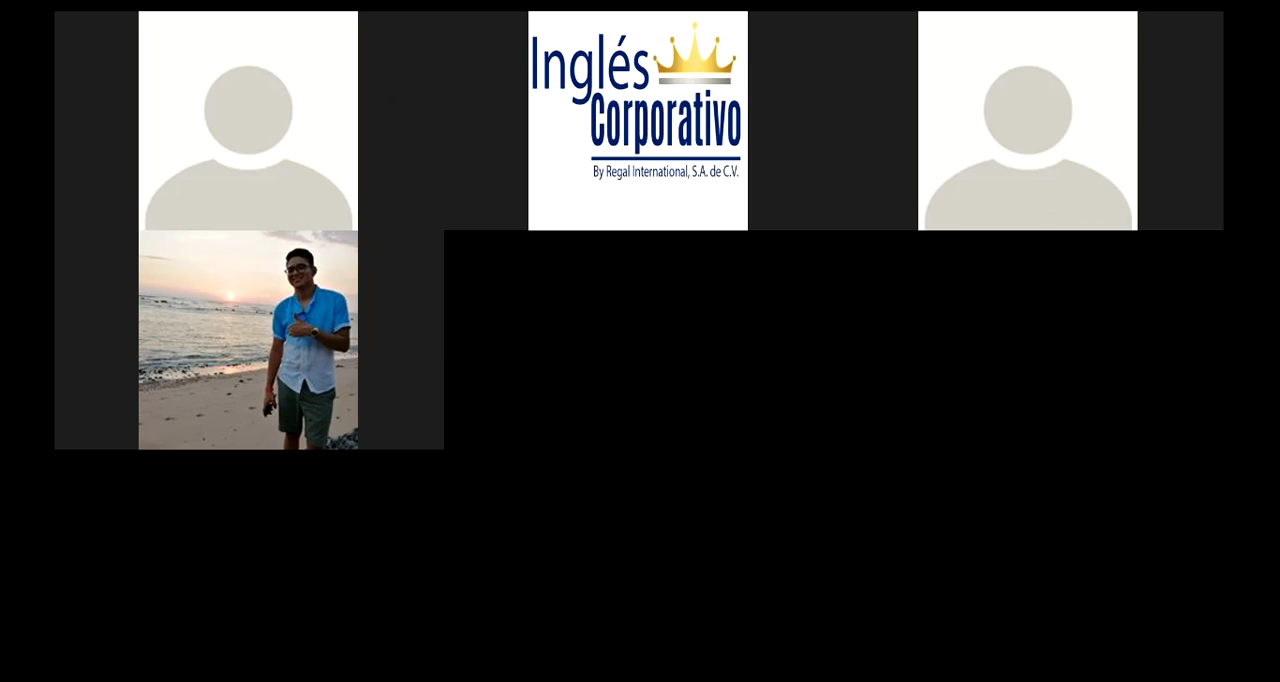 Inglés
Corporativo
By Regal International, S.A. de C.V.